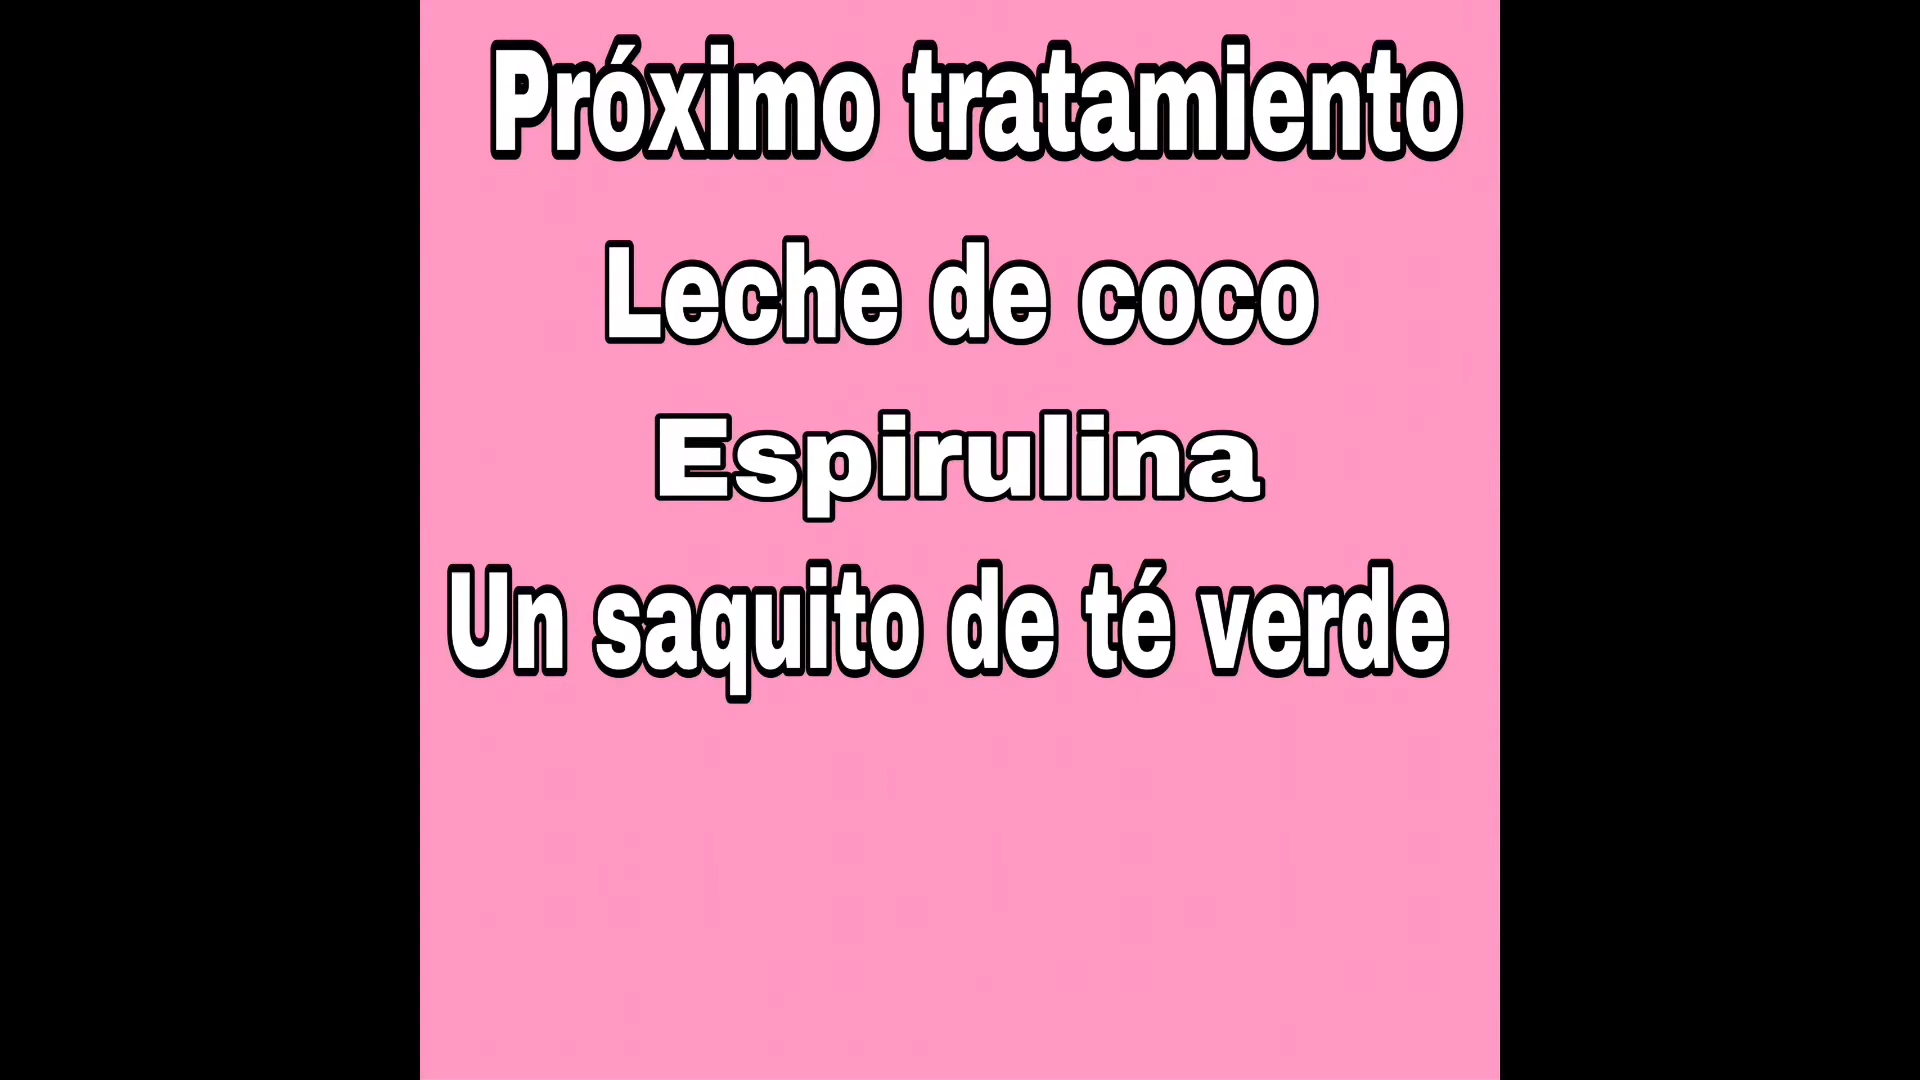 Próximo tratamiento
Leche de coco
Espirulina
Un saquito de té verde